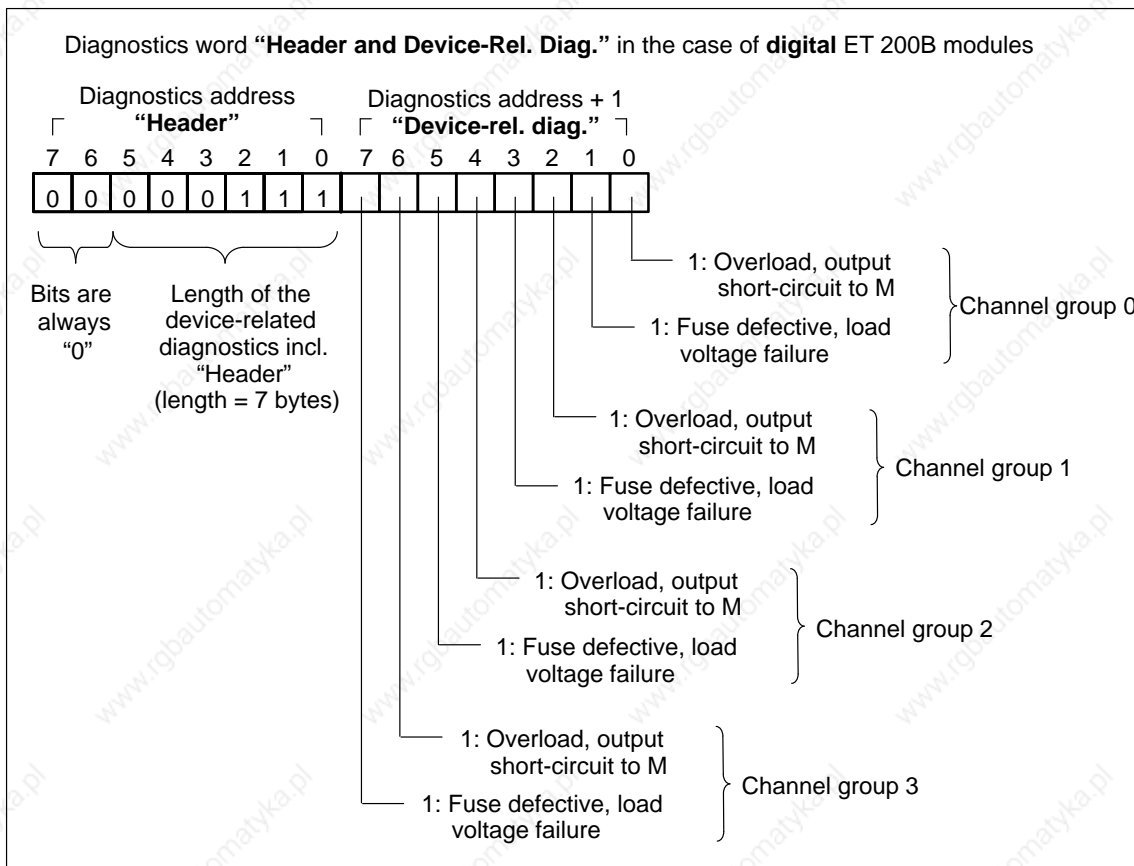 Diagnostics word “Header and Device-Rel. Diag.” in the case of digital ET 200B modules
Diagnostics address
“Header”
Diagnostics address + 1
“Device-rel. diag.”
7 6 5 4 3 2 1 0 7 6 5 4 3 2 1 0
0 0 0 0 0 1 1 1
Bits are
always
“0”
Length of the
device-related
diagnostics incl.
“Header”
(length = 7 bytes)
1: Overload, output
short-circuit to M
1: Fuse defective, load
voltage failure
Channel group 0
1: Overload, output
short-circuit to M
1: Fuse defective, load
voltage failure
Channel group 1
1: Overload, output
short-circuit to M
1: Fuse defective, load
voltage failure
Channel group 2
1: Overload, output
short-circuit to M
1: Fuse defective, load
voltage failure
Channel group 3
www.rgbautomatyka.pl